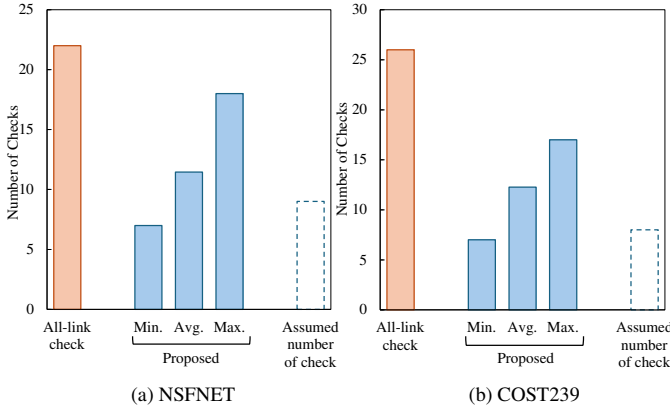 25
20
15
10
5
0
Number of Checks
All-link
check
Min. Avg. Max.
Proposed
Assumed
number
of check
(a) NSFNET
30
25
20
15
10
5
0
Number of Checks
All-link
check
Min. Avg. Max.
Proposed
Assumed
number
of check
(b) COST239